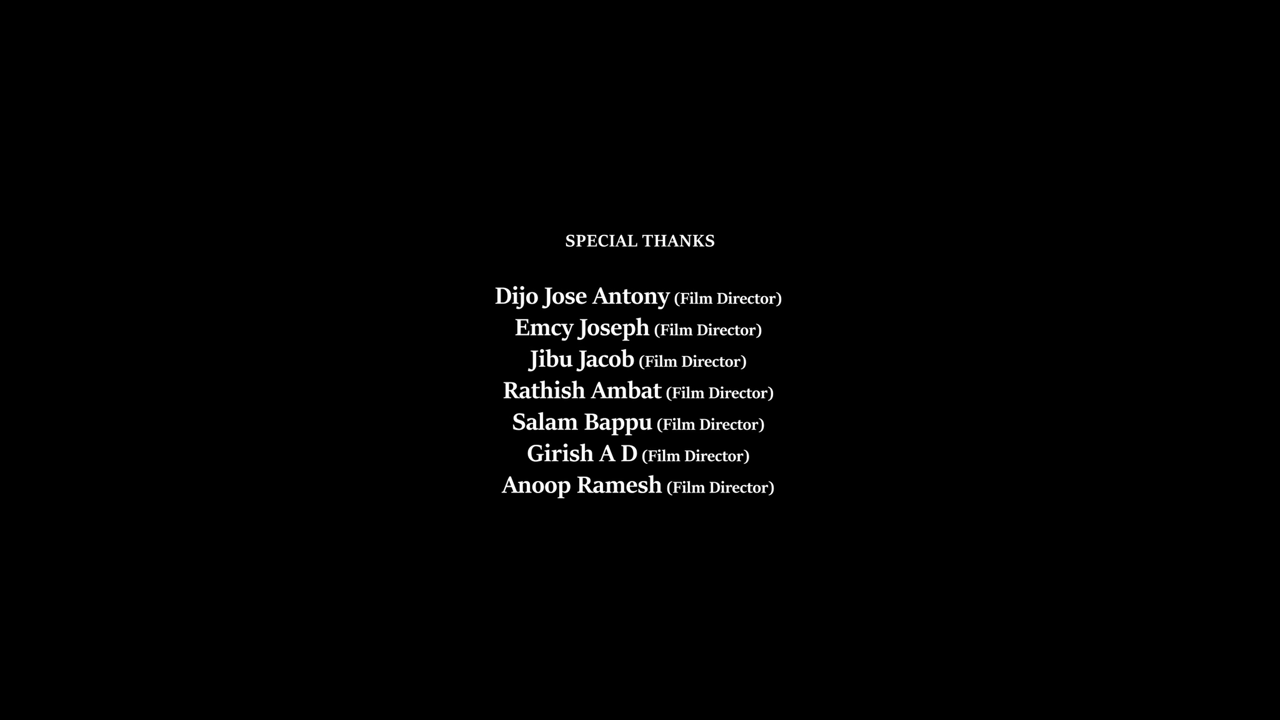 SPECIAL THANKS
Dijo Jose Antony (Film Director)
Emcy Joseph (Film Director)
Jibu Jacob (Film Director)
Rathish Ambat (Film Director)
Salam Bappu (Film Director)
Girish A D (Film Director)
Anoop Ramesh (Film Director)